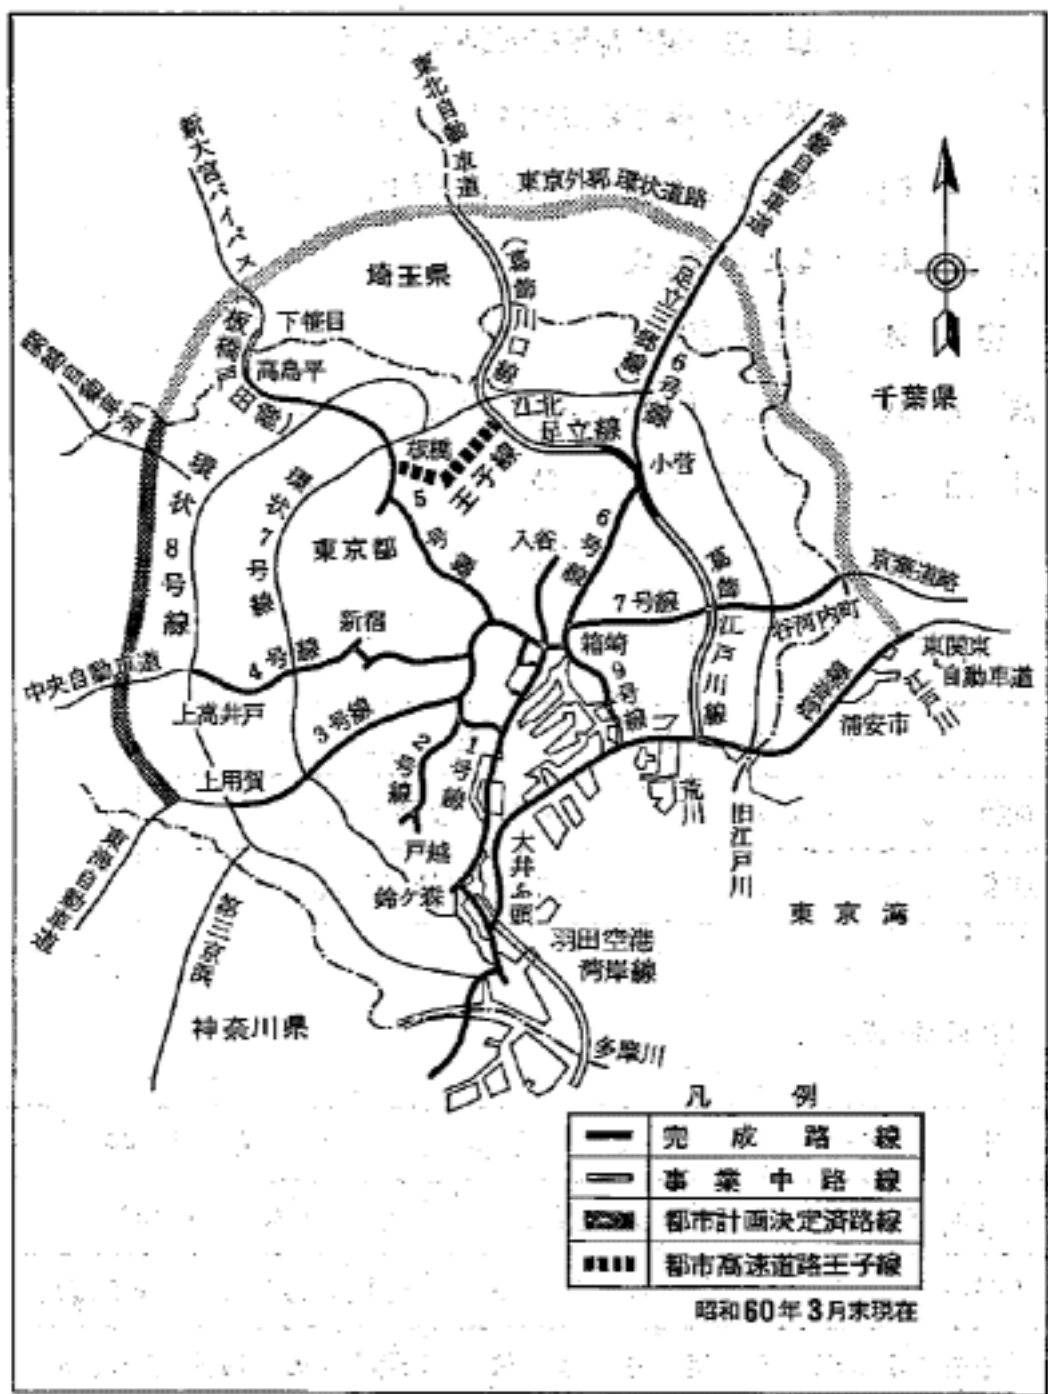 東北自動車道
新大宮バイパス
東京外郭環状道路
常磐自動車道
埼玉県
(葛飾川口線)
(足立三郷線)
6号線
下笹目
高島平
(板橋戸田線)
関越自動車道
千葉県
江北
足立線
板橋
王子線
小菅
環状8号線
環状7号線
5号線
東京都
入谷
6号線
葛飾江戸川線
京葉道路
7号線
谷河内町
新宿
箱崎
東関東
自動車道
中央自動車道
4号線
9号線
湾岸線
江戸川
上高井戸
3号線
浦安市
2号線
1号線
上用賀
荒川
旧江戸川
戸越
大井ふ頭
鈴ケ森
東京湾
東名自動車道
第三京浜
羽田空港
湾岸線
神奈川県
多摩川
凡例
完成路線
事業中路線
都市計画決定済路線
都市高速道路王子線
昭和60年3月末現在